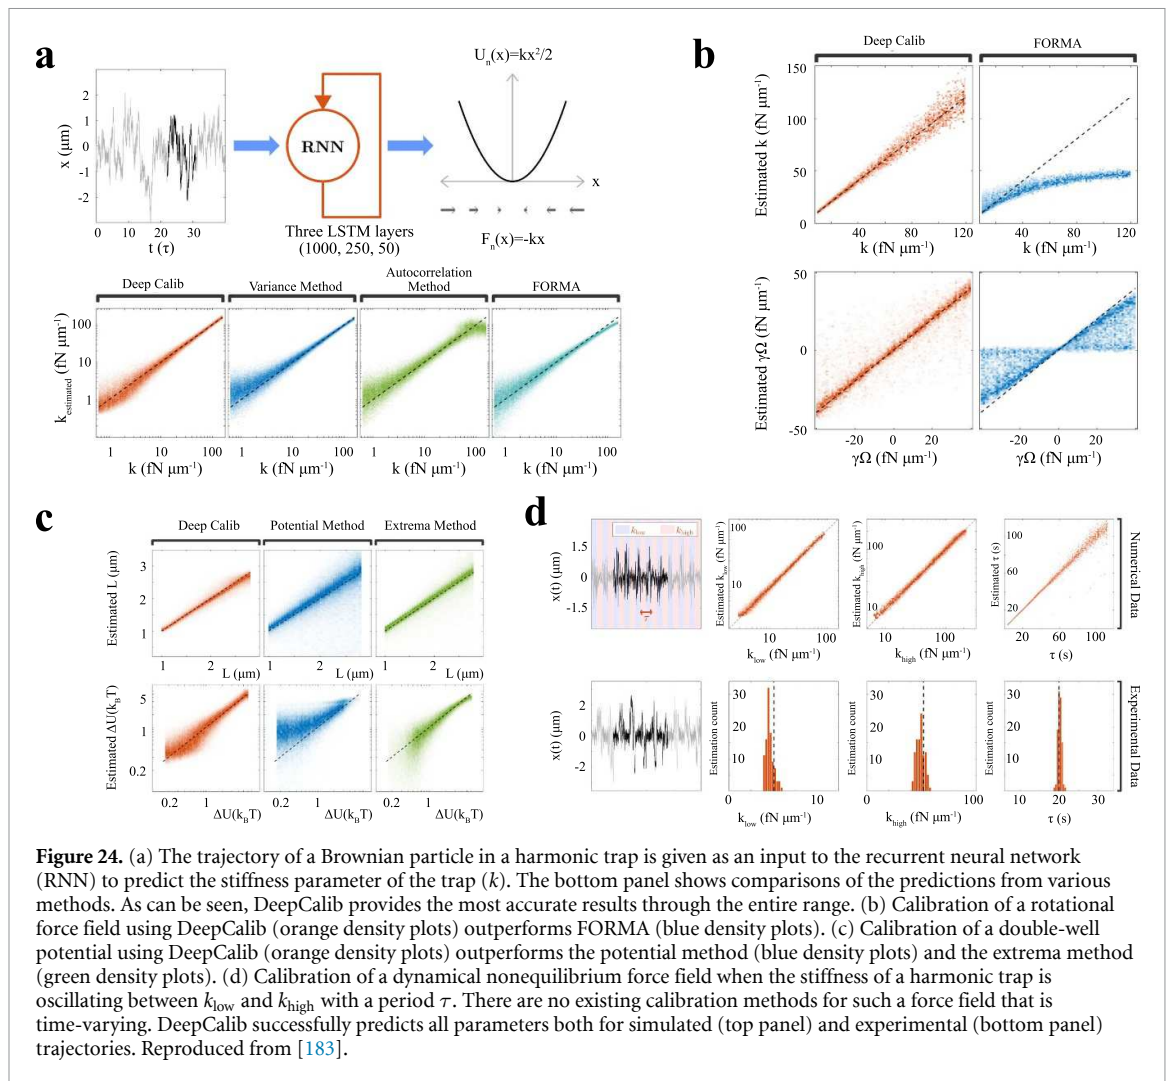 a
U_n(x)=kx²/2
2
1
0
-1
-2
x (µm)
0 10 20 30
t (τ)
RNN
x
Three LSTM layers
(1000, 250, 50)
F_n(x)=-kx
Deep Calib
Variance Method
Autocorrelation
Method
FORMA
k_estimated (fN µm⁻¹)
100
10
1
1 10 100
k (fN µm⁻¹)
1 10 100
k (fN µm⁻¹)
1 10 100
k (fN µm⁻¹)
1 10 100
k (fN µm⁻¹)
b
Deep Calib
FORMA
Estimated k (fN µm⁻¹)
150
100
50
0
40 80 120
k (fN µm⁻¹)
40 80 120
k (fN µm⁻¹)
Estimated γΩ (fN µm⁻¹)
50
0
-50
-20 0 20
γΩ (fN µm⁻¹)
-20 0 20
γΩ (fN µm⁻¹)
c
Deep Calib
Potential Method
Extrema Method
Estimated L (µm)
3
2
1
1 2
L (µm)
1 2
L (µm)
1 2
L (µm)
Estimated ΔU(k_BT)
5
1
0.2
0.2 1
ΔU(k_BT)
0.2 1
ΔU(k_BT)
0.2 1
ΔU(k_BT)
d
k_low k_high
x(t) (µm)
1.5
0
-1.5
τ
Estimated k_low (fN µm⁻¹)
100
10
10 100
k_low (fN µm⁻¹)
Estimated k_high (fN µm⁻¹)
100
10
10 100
k_high (fN µm⁻¹)
Estimated τ (s)
100
60
20
20 60 100
τ (s)
Numerical Data
x(t) (µm)
2
0
-2
Estimation count
30
20
10
0 10
k_low (fN µm⁻¹)
Estimation count
30
20
10
0 100
k_high (fN µm⁻¹)
Estimation count
30
20
10
10 20 30
τ (s)
Experimental Data
Figure 24. (a) The trajectory of a Brownian particle in a harmonic trap is given as an input to the recurrent neural network
(RNN) to predict the stiffness parameter of the trap (k). The bottom panel shows comparisons of the predictions from various
methods. As can be seen, DeepCalib provides the most accurate results through the entire range. (b) Calibration of a rotational
force field using DeepCalib (orange density plots) outperforms FORMA (blue density plots). (c) Calibration of a double-well
potential using DeepCalib (orange density plots) outperforms the potential method (blue density plots) and the extrema method
(green density plots). (d) Calibration of a dynamical nonequilibrium force field when the stiffness of a harmonic trap is
oscillating between k_low and k_high with a period τ. There are no existing calibration methods for such a force field that is
time-varying. DeepCalib successfully predicts all parameters both for simulated (top panel) and experimental (bottom panel)
trajectories. Reproduced from [183].